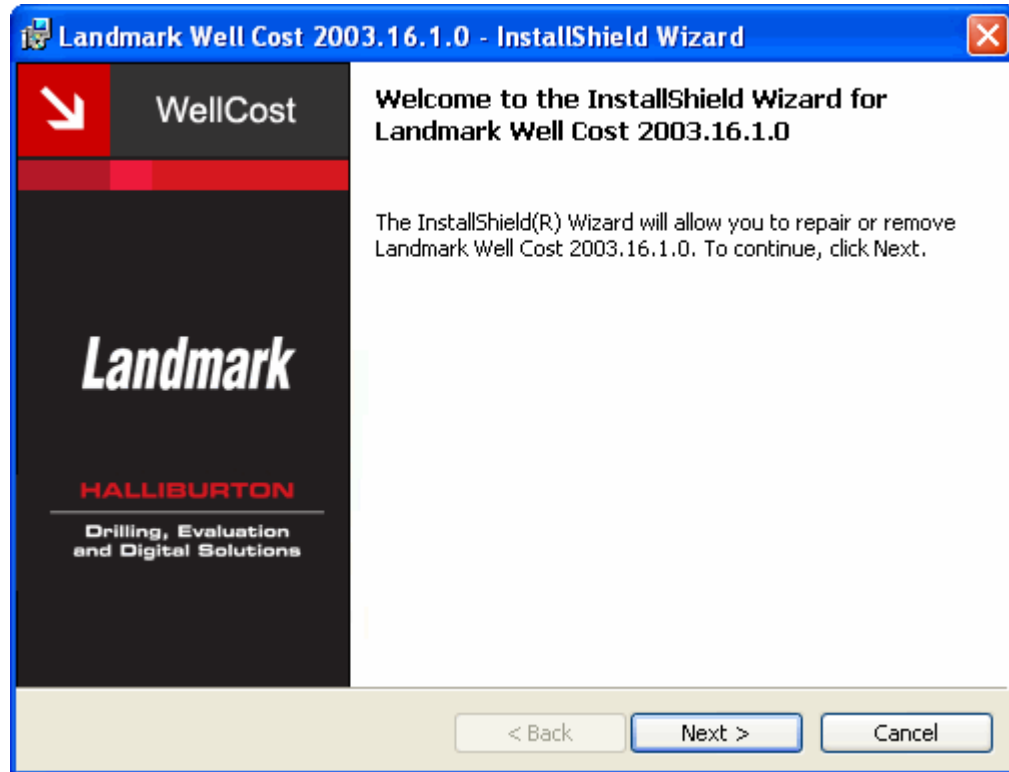 Landmark Well Cost 2003.16.1.0 - InstallShield Wizard
WellCost
Welcome to the InstallShield Wizard for
Landmark Well Cost 2003.16.1.0
The InstallShield(R) Wizard will allow you to repair or remove
Landmark Well Cost 2003.16.1.0. To continue, click Next.
Landmark
HALLIBURTON
Drilling, Evaluation
and Digital Solutions
< Back
Next >
Cancel